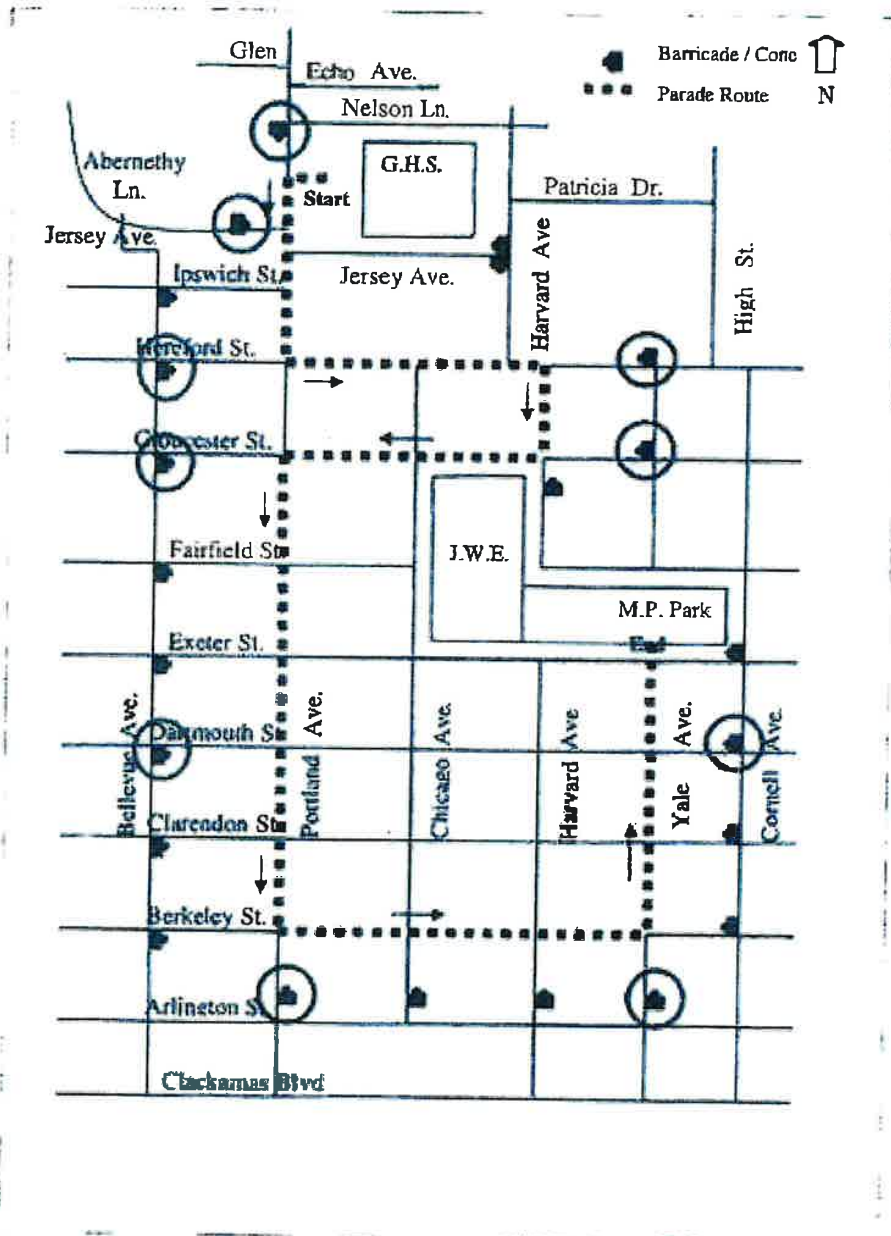 Glen
Echo Ave.
Barricade / Cone
Parade Route
N
Nelson Ln.
Abernethy
Ln.
G.H.S.
Start
Patricia Dr.
Jersey Ave.
Ipswich St.
Jersey Ave.
Harvard Ave
High St.
Hereford St.
Gloucester St.
Fairfield St.
J.W.E.
M.P. Park
Exeter St.
End
Bellevue Ave.
Dartmouth St.
Portland Ave.
Chicago Ave.
Harvard Ave
Yale Ave.
Cornell Ave.
Clarendon St.
Berkeley St.
Arlington St.
Clackamas Blvd